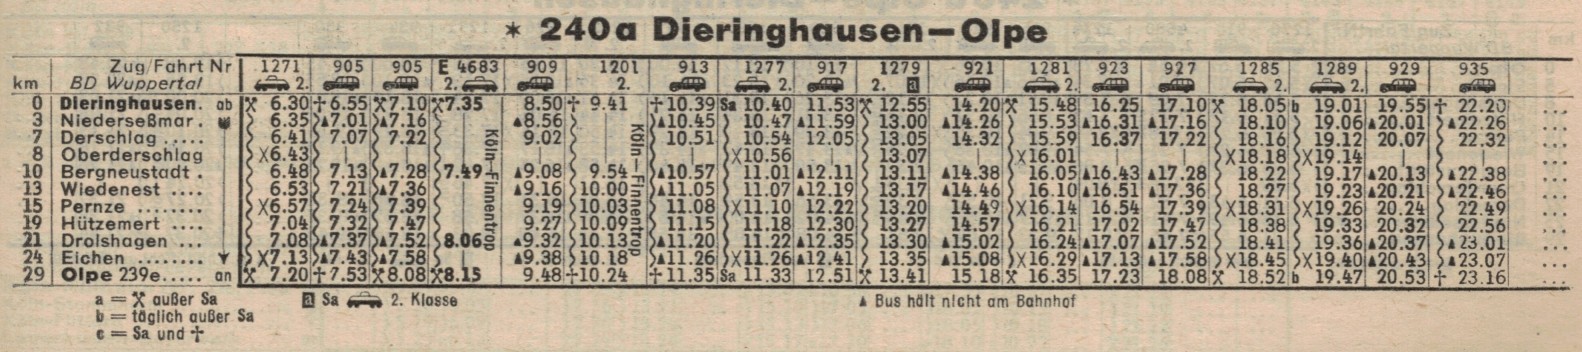 * 240a Dieringhausen—Olpe
km Zug/Fahrt Nr BD Wuppertal 1271 2. 905 905 E 4683 2. 909 1201 2. 913 1277 2. 917 1279 2. a 921 1281 2. 923 927 1285 2. 1289 2. 929 935
0 Dieringhausen. ab ⚒ 6.30 † 6.55 ⚒ 7.10 ⚒ 7.35 8.50 † 9.41 † 10.39 Sa 10.40 11.53 ⚒ 12.55 14.20 ⚒ 15.48 16.25 17.10 ⚒ 18.05 b 19.01 19.55 † 22.20 ...
3 Niederseßmar. 6.35 ▲7.01 ▲7.16 | ▲8.56 | ▲10.45 10.47 ▲11.59 13.00 ▲14.26 15.53 ▲16.31 ▲17.16 18.10 19.06 ▲20.01 ▲22.26 ...
7 Derschlag ..... 6.41 7.07 7.22 | 9.02 | 10.51 10.54 12.05 13.05 14.32 15.59 16.37 17.22 18.16 19.12 20.07 22.32 ...
8 Oberderschlag X6.43 | | | | | | X10.56 | 13.07 | X16.01 | | X18.18 X19.14 | | ...
10 Bergneustadt . 6.48 7.13 ▲7.28 7.49 ▲9.08 9.54 ▲10.57 11.01 ▲12.11 13.11 ▲14.38 16.05 ▲16.43 ▲17.28 18.22 19.17 ▲20.13 ▲22.38 ...
13 Wiedenest .... 6.53 7.21 ▲7.36 | ▲9.16 10.00 ▲11.05 11.07 ▲12.19 13.17 ▲14.46 16.10 ▲16.51 ▲17.36 18.27 19.23 ▲20.21 ▲22.46 ...
15 Pernze ........ X6.57 7.24 7.39 | 9.19 10.03 11.08 X11.10 12.22 13.20 14.49 X16.14 16.54 17.39 X18.31 X19.26 20.24 22.49 ...
19 Hützemert .... 7.04 7.32 7.47 | 9.27 10.09 11.15 11.18 12.30 13.27 14.57 16.21 17.02 17.47 18.38 19.33 20.32 22.56 ...
21 Drolshagen ... 7.08 ▲7.37 ▲7.52 8.06 ▲9.32 10.13 ▲11.20 11.22 ▲12.35 13.30 ▲15.02 16.24 ▲17.07 ▲17.52 18.41 19.36 ▲20.37 ▲23.01 ...
24 Eichen ........ X7.13 ▲7.43 ▲7.58 | ▲9.38 10.18 ▲11.26 X11.26 ▲12.41 13.35 ▲15.08 X16.29 ▲17.13 ▲17.58 X18.45 X19.40 ▲20.43 ▲23.07 ...
29 Olpe 239e..... an ⚒ 7.20 † 7.53 ⚒ 8.08 ⚒ 8.15 9.48 † 10.24 † 11.35 Sa 11.33 12.51 ⚒ 13.41 15 18 ⚒ 16.35 17.23 18.08 ⚒ 18.52 b 19.47 20.53 † 23.16 ...
Köln—Finnentrop
Köln—Finnentrop
a = ⚒ außer Sa
b = täglich außer Sa
c = Sa und †
a Sa 2. Klasse
▲ Bus hält nicht am Bahnhof